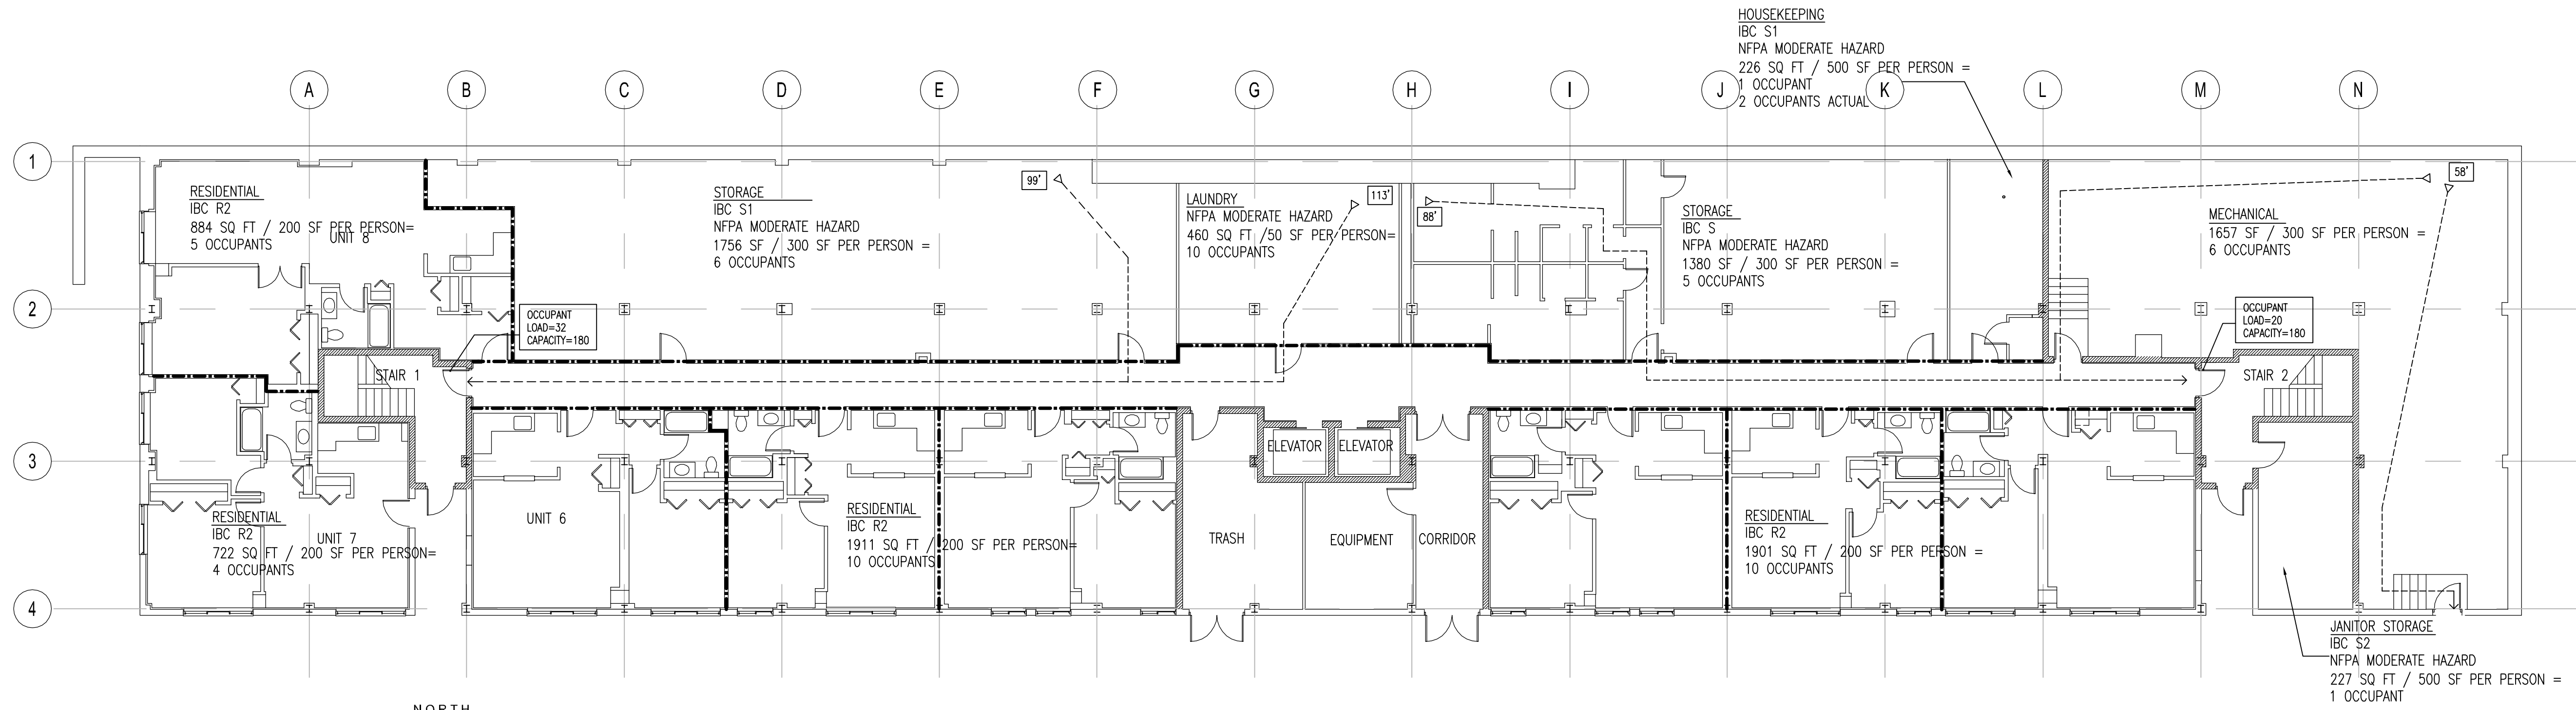 HOUSEKEEPING
IBC S1
NFPA MODERATE HAZARD
226 SQ FT / 500 SF PER PERSON =
1 OCCUPANT
2 OCCUPANTS ACTUAL
A
B
C
D
E
F
G
H
I
J
K
L
M
N
1
2
3
4
RESIDENTIAL
IBC R2
884 SQ FT / 200 SF PER PERSON=
5 OCCUPANTS
UNIT 8
STORAGE
IBC S1
NFPA MODERATE HAZARD
1756 SF / 300 SF PER PERSON =
6 OCCUPANTS
99'
LAUNDRY
NFPA MODERATE HAZARD
460 SQ FT /50 SF PER PERSON=
10 OCCUPANTS
113'
88'
STORAGE
IBC S
NFPA MODERATE HAZARD
1380 SF / 300 SF PER PERSON =
5 OCCUPANTS
58'
MECHANICAL
1657 SF / 300 SF PER PERSON =
6 OCCUPANTS
OCCUPANT
LOAD=32
CAPACITY=180
OCCUPANT
LOAD=20
CAPACITY=180
STAIR 1
STAIR 2
ELEVATOR
ELEVATOR
RESIDENTIAL
IBC R2
722 SQ FT / 200 SF PER PERSON=
4 OCCUPANTS
UNIT 7
UNIT 6
RESIDENTIAL
IBC R2
1911 SQ FT / 200 SF PER PERSON=
10 OCCUPANTS
TRASH
EQUIPMENT
CORRIDOR
RESIDENTIAL
IBC R2
1901 SQ FT / 200 SF PER PERSON =
10 OCCUPANTS
JANITOR STORAGE
IBC S2
NFPA MODERATE HAZARD
227 SQ FT / 500 SF PER PERSON =
1 OCCUPANT
NORTH